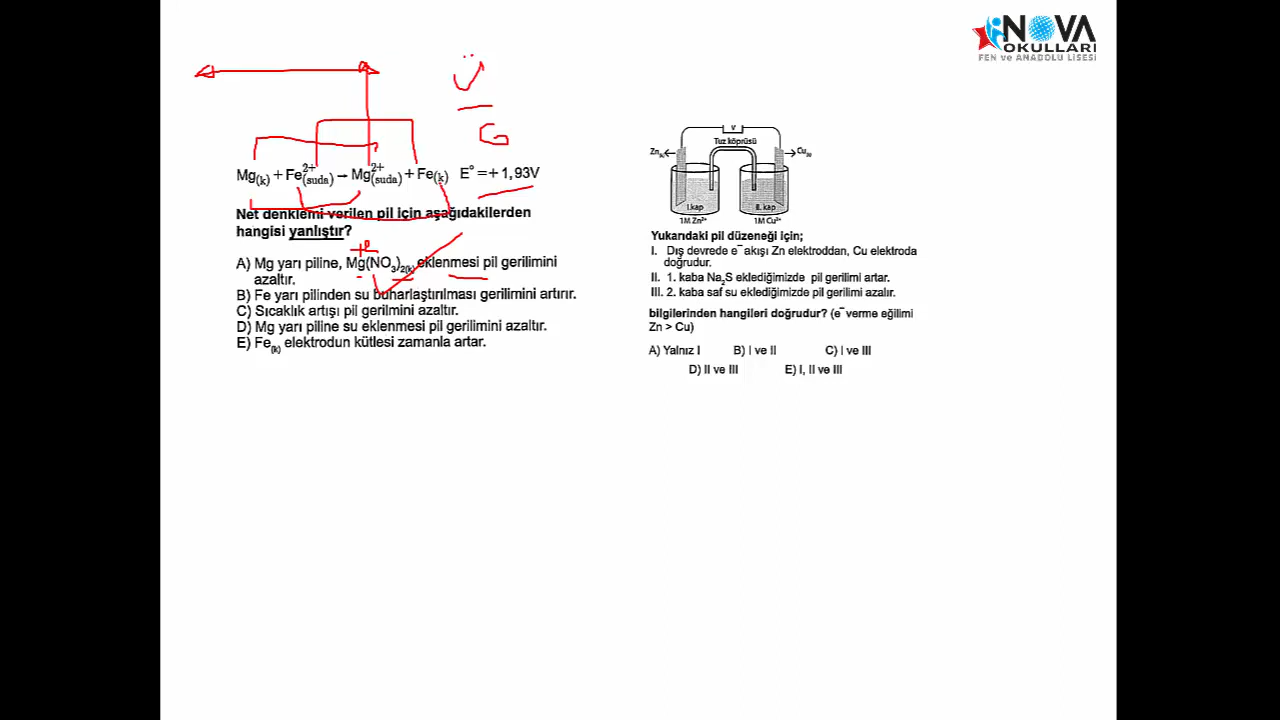 NOVA
OKULLARI
FEN ve ANADOLU LİSESİ
Ü
G
Mg(k) + Fe2+(suda) → Mg2+(suda) + Fe(k) E° = + 1,93V
Net denklemi verilen pil için aşağıdakilerden
hangisi yanlıştır?
+2
A) Mg yarı piline, Mg(NO3)2(k) eklenmesi pil gerilimini
azaltır.
B) Fe yarı pilinden su buharlaştırılması gerilimini artırır.
C) Sıcaklık artışı pil gerilmini azaltır.
D) Mg yarı piline su eklenmesi pil gerilimini azaltır.
E) Fe(k) elektrodun kütlesi zamanla artar.
V
Tuz köprüsü
Zn(k)
Cu(k)
I.kap
II. kap
1M Zn2+
1M Cu2+
Yukarıdaki pil düzeneği için;
I. Dış devrede e− akışı Zn elektroddan, Cu elektroda
doğrudur.
II. 1. kaba Na2S eklediğimizde pil gerilimi artar.
III. 2. kaba saf su eklediğimizde pil gerilimi azalır.
bilgilerinden hangileri doğrudur? (e− verme eğilimi
Zn > Cu)
A) Yalnız I B) I ve II C) I ve III
D) II ve III E) I, II ve III